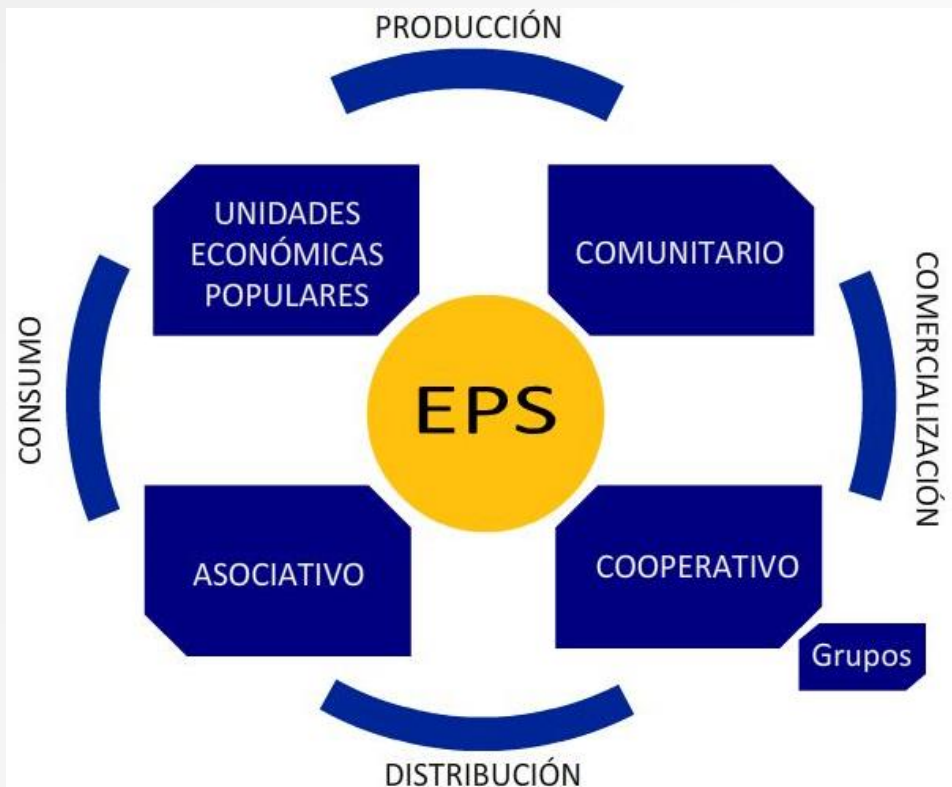 PRODUCCIÓN
UNIDADES
ECONÓMICAS
POPULARES
COMUNITARIO
CONSUMO
EPS
COMERCIALIZACIÓN
ASOCIATIVO
COOPERATIVO
Grupos
DISTRIBUCIÓN